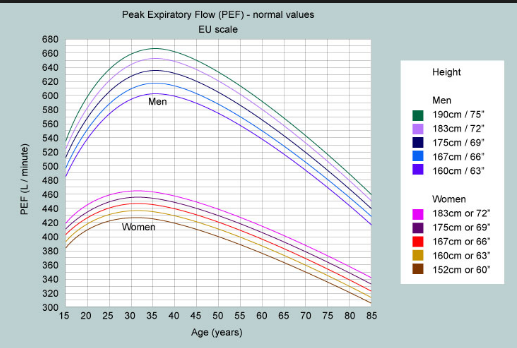 Peak Expiratory Flow (PEF) - normal values
EU scale
PEF (L / minute)
680
660
640
620
600
580
560
540
520
500
480
460
440
420
400
380
360
340
320
300
Men
Women
15 20 25 30 35 40 45 50 55 60 65 70 75 80 85
Age (years)
Height
Men
190cm / 75"
183cm / 72"
175cm / 69"
167cm / 66"
160cm / 63"
Women
183cm or 72"
175cm or 69"
167cm or 66"
160cm or 63"
152cm or 60"